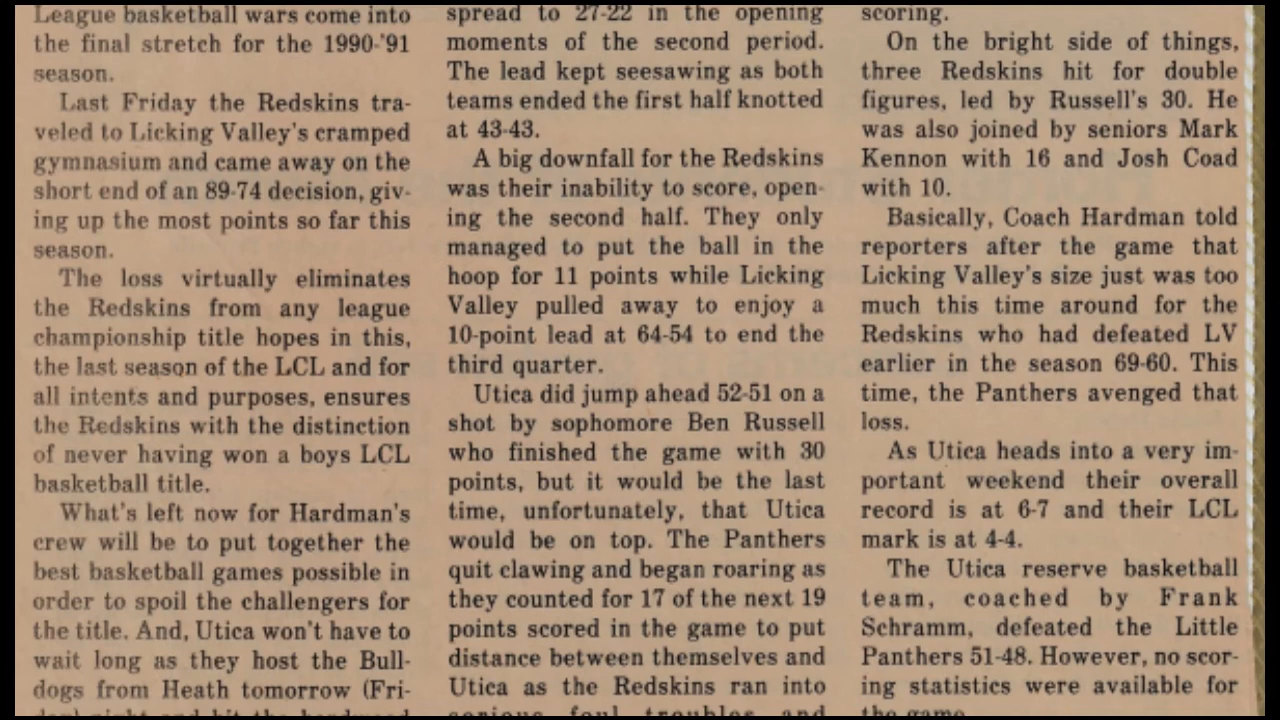 League basketball wars come into
the final stretch for the 1990-'91
season.
Last Friday the Redskins tra-
veled to Licking Valley's cramped
gymnasium and came away on the
short end of an 89-74 decision, giv-
ing up the most points so far this
season.
The loss virtually eliminates
the Redskins from any league
championship title hopes in this,
the last season of the LCL and for
all intents and purposes, ensures
the Redskins with the distinction
of never having won a boys LCL
basketball title.
What's left now for Hardman's
crew will be to put together the
best basketball games possible in
order to spoil the challengers for
the title. And, Utica won't have to
wait long as they host the Bull-
dogs from Heath tomorrow (Fri-
spread to 27-22 in the opening
moments of the second period.
The lead kept seesawing as both
teams ended the first half knotted
at 43-43.
A big downfall for the Redskins
was their inability to score, open-
ing the second half. They only
managed to put the ball in the
hoop for 11 points while Licking
Valley pulled away to enjoy a
10-point lead at 64-54 to end the
third quarter.
Utica did jump ahead 52-51 on a
shot by sophomore Ben Russell
who finished the game with 30
points, but it would be the last
time, unfortunately, that Utica
would be on top. The Panthers
quit clawing and began roaring as
they counted for 17 of the next 19
points scored in the game to put
distance between themselves and
Utica as the Redskins ran into
serious foul troubles and
scoring.
On the bright side of things,
three Redskins hit for double
figures, led by Russell's 30. He
was also joined by seniors Mark
Kennon with 16 and Josh Coad
with 10.
Basically, Coach Hardman told
reporters after the game that
Licking Valley's size just was too
much this time around for the
Redskins who had defeated LV
earlier in the season 69-60. This
time, the Panthers avenged that
loss.
As Utica heads into a very im-
portant weekend their overall
record is at 6-7 and their LCL
mark is at 4-4.
The Utica reserve basketball
team, coached by Frank
Schramm, defeated the Little
Panthers 51-48. However, no scor-
ing statistics were available for
the game.